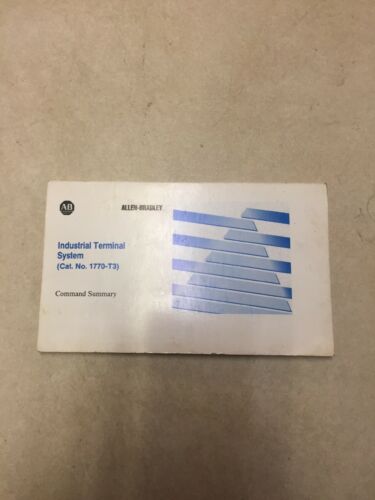 AB
ALLEN-BRADLEY
Industrial Terminal
System
(Cat. No. 1770-T3)
Command Summary